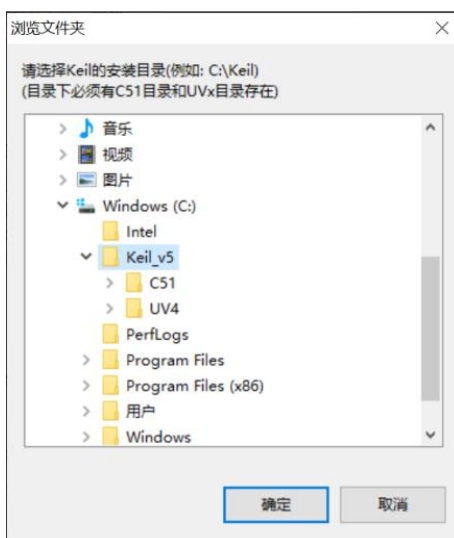 浏览文件夹
请选择Keil的安装目录(例如: C:\Keil)
(目录下必须有C51目录和UVx目录存在)
音乐
视频
图片
Windows (C:)
Intel
Keil_v5
C51
UV4
PerfLogs
Program Files
Program Files (x86)
用户
Windows
确定
取消